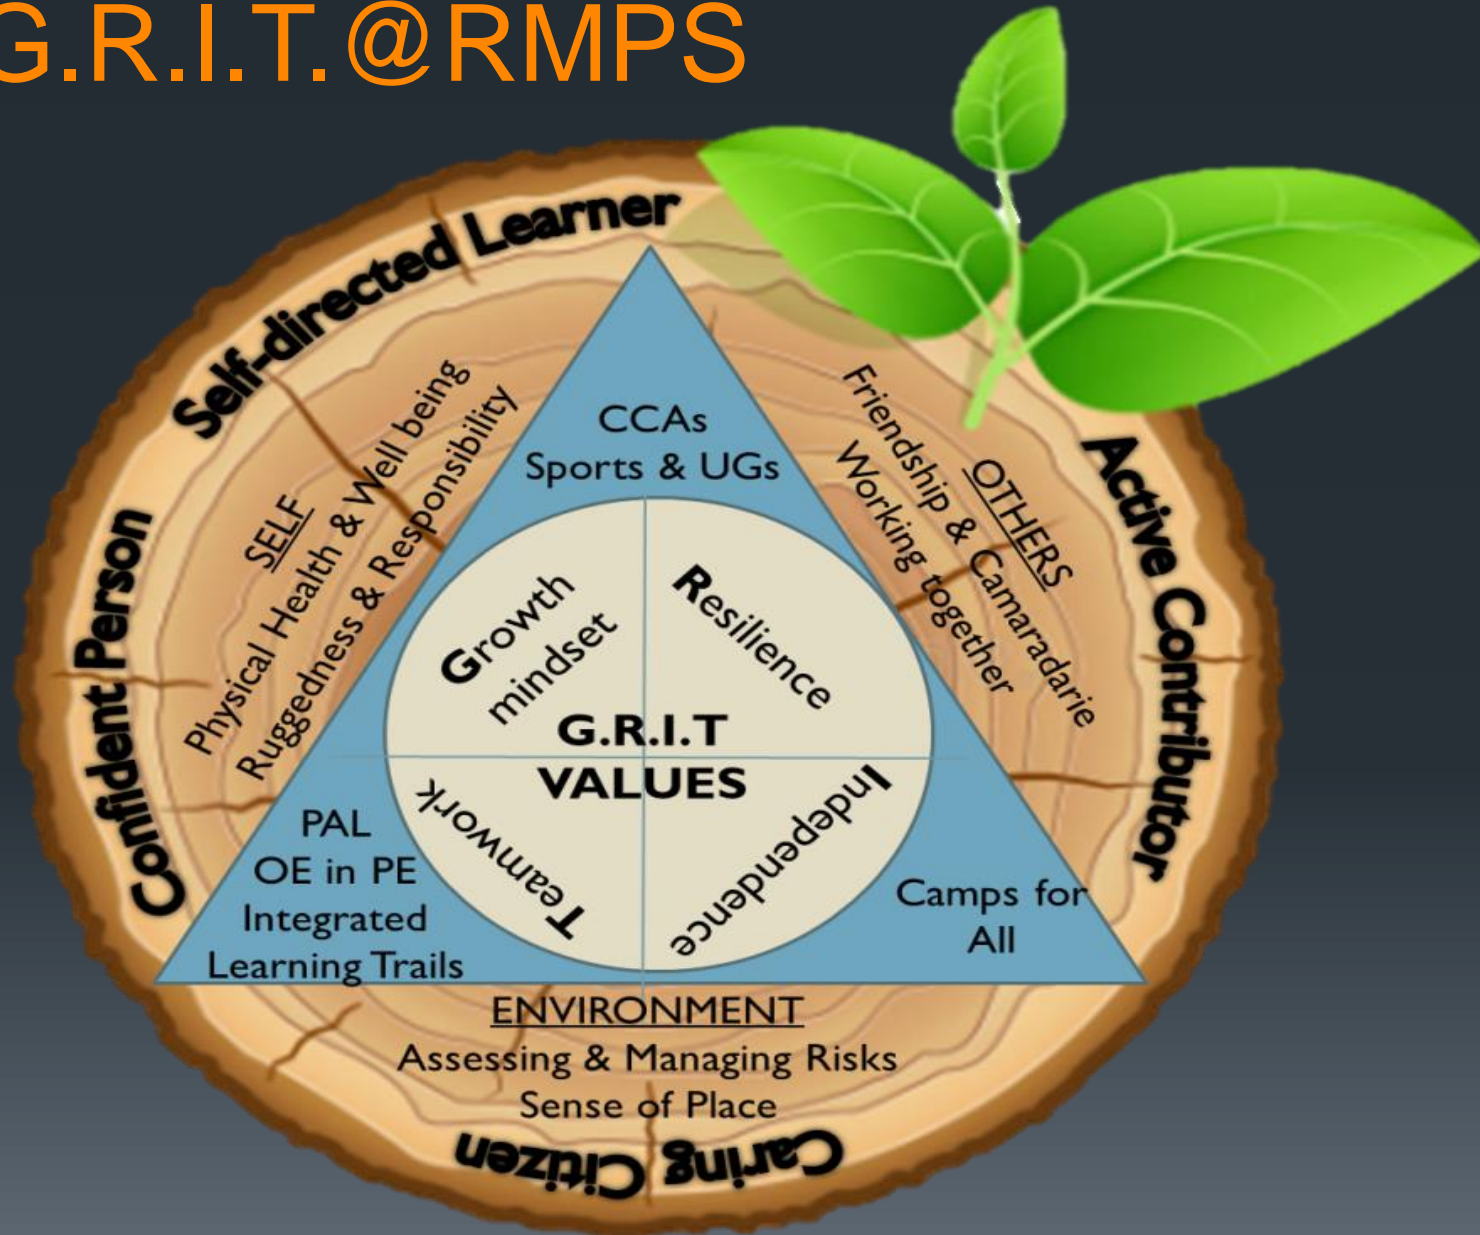 G.R.I.T.@RMPS
Self-directed Learner
Confident Person
Active Contributor
Caring Citizen
SELF
Physical Health & Well being
Ruggedness & Responsibility
OTHERS
Friendship & Camaradarie
Working together
CCAs
Sports & UGs
Growth
mindset
Resilience
G.R.I.T
VALUES
Teamwork
Independence
PAL
OE in PE
Integrated
Learning Trails
Camps for
All
ENVIRONMENT
Assessing & Managing Risks
Sense of Place